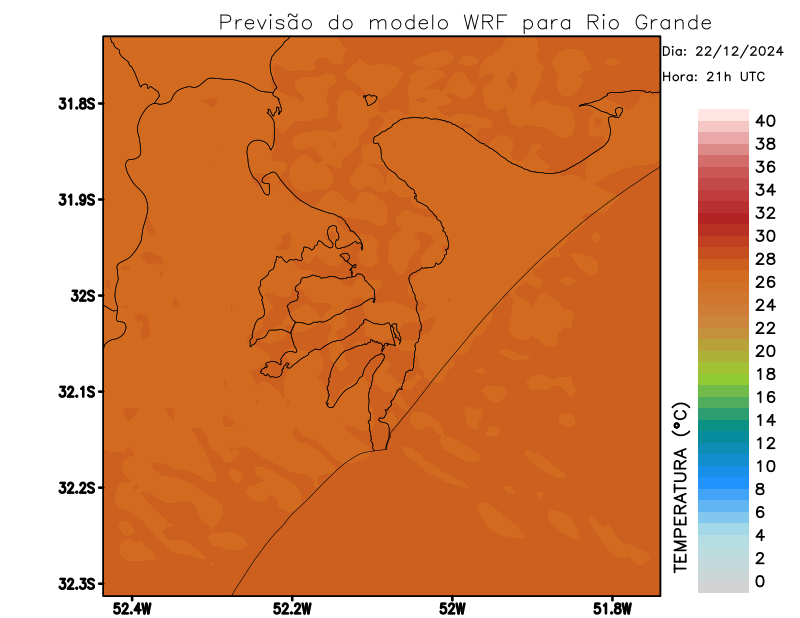 Previsão do modelo WRF para Rio Grande
Dia: 22/12/2024
Hora: 21h UTC
31.8S
31.9S
32S
32.1S
32.2S
32.3S
52.4W
52.2W
52W
51.8W
TEMPERATURA (°C)
40
38
36
34
32
30
28
26
24
22
20
18
16
14
12
10
8
6
4
2
0